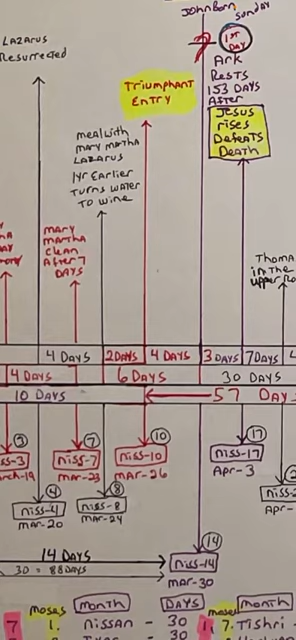 John Born, Sunday
1st
DAY
LAZARUS
Resurrected
Triumphant
Entry
Ark
Rests
153 DAYS
After
Jesus
rises
Defeats
Death
meal with
mary martha
LAZARUS
1yr Earlier
Turns water
TO wine
mary
martha
clean
After 7
DAYS
Thoma
in the
upper Ro
4 DAYS 2 DAYS 4 DAYS 3 DAYS 7 DAYS 4
4 DAYS 6 DAYS 30 DAYS
10 DAYS 57 DAY
3 7 10 17
niss-3 niss-7 niss-10 niss-17
rch-19 mar-23 mar-26 Apr-3
4 8
niss-4 niss-8 niss-2
mar-20 mar-24 Apr-
14
14 DAYS niss-14
30 = 88 DAYS mar-30
moses month DAYS moses month
7 1. nissan - 30 1 7. Tishri -